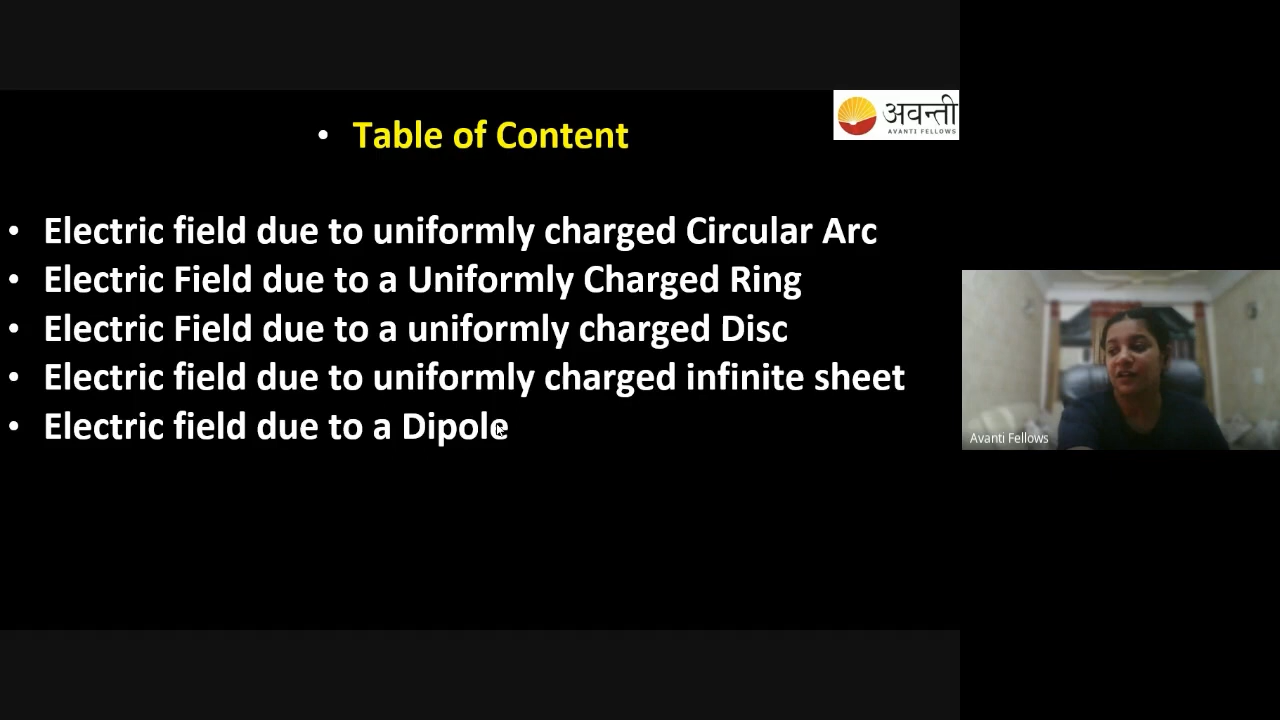 अवन्ती
AVANTI FELLOWS
• Table of Content
• Electric field due to uniformly charged Circular Arc
• Electric Field due to a Uniformly Charged Ring
• Electric Field due to a uniformly charged Disc
• Electric field due to uniformly charged infinite sheet
• Electric field due to a Dipole
Avanti Fellows